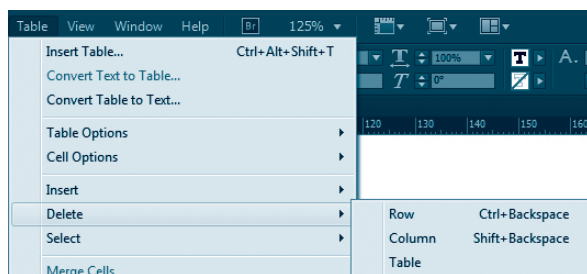 Table View Window Help Br 125%
Insert Table... Ctrl+Alt+Shift+T
Convert Text to Table...
Convert Table to Text...
Table Options
Cell Options
Insert
Delete
Select
Merge Cells
T 100% T A.
T 0°
120 130 140 150 160
Row Ctrl+Backspace
Column Shift+Backspace
Table